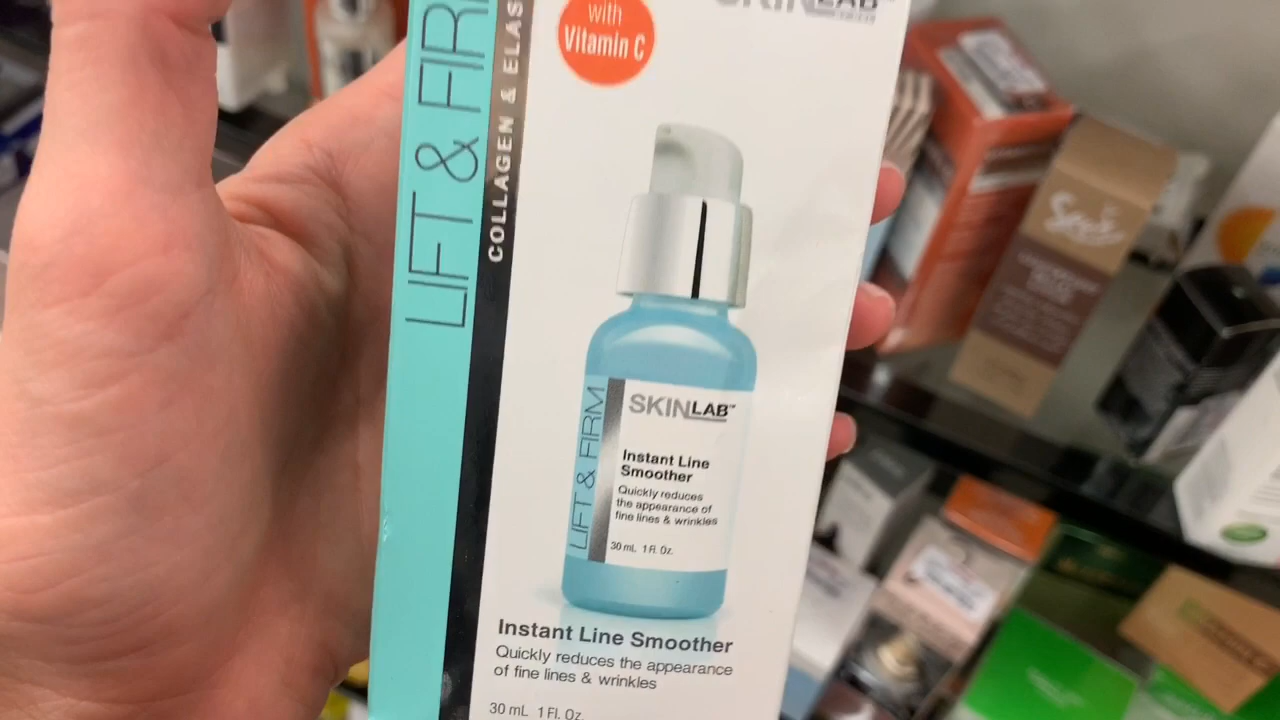 SKINLAB
with
Vitamin C
LIFT & FIRM
COLLAGEN & ELAS
SKINLAB™
LIFT & FIRM
Instant Line
Smoother
Quickly reduces
the appearance of
fine lines & wrinkles
30 mL 1 Fl. Oz.
Instant Line Smoother
Quickly reduces the appearance
of fine lines & wrinkles
30 mL 1 Fl. Oz.